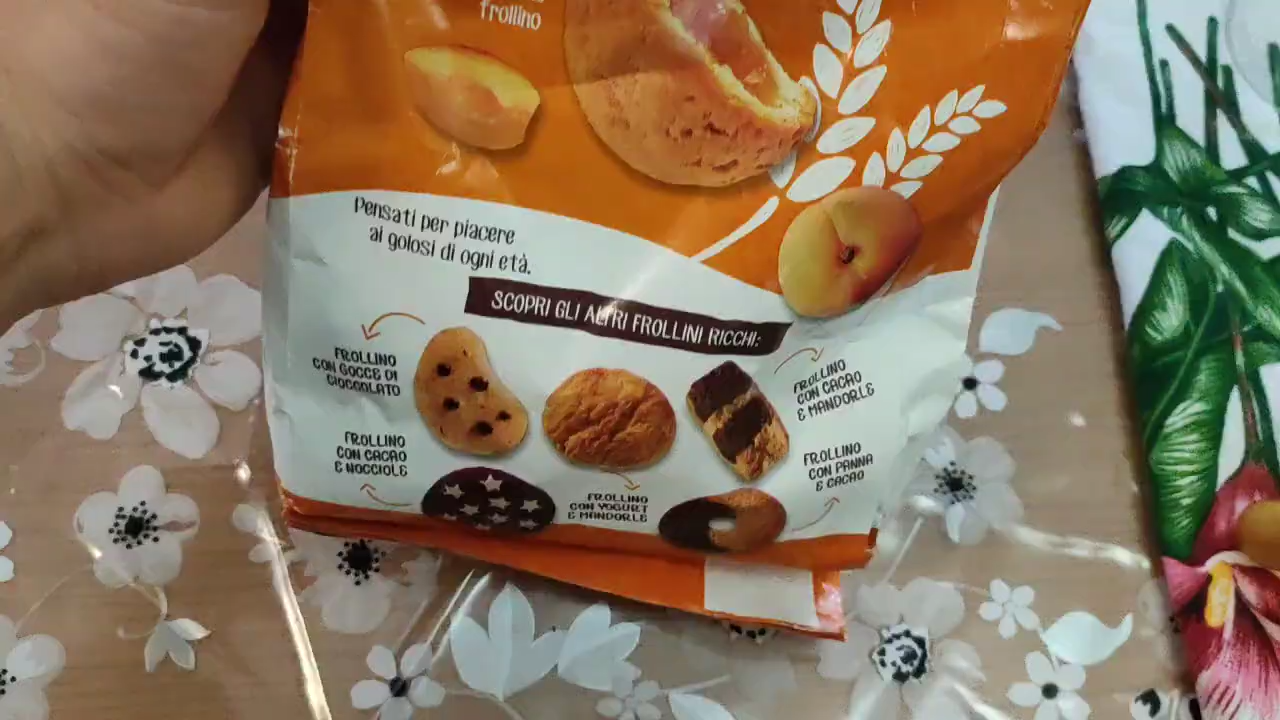 frollino
Pensati per piacere
ai golosi di ogni età.
SCOPRI GLI ALTRI FROLLINI RICCHI:
FROLLINO
CON GOCCE DI
CIOCCOLATO
FROLLINO
CON CACAO
E MANDORLE
FROLLINO
CON CACAO
E NOCCIOLE
FROLLINO
CON YOGURT
E MANDORLE
FROLLINO
CON PANNA
& CACAO